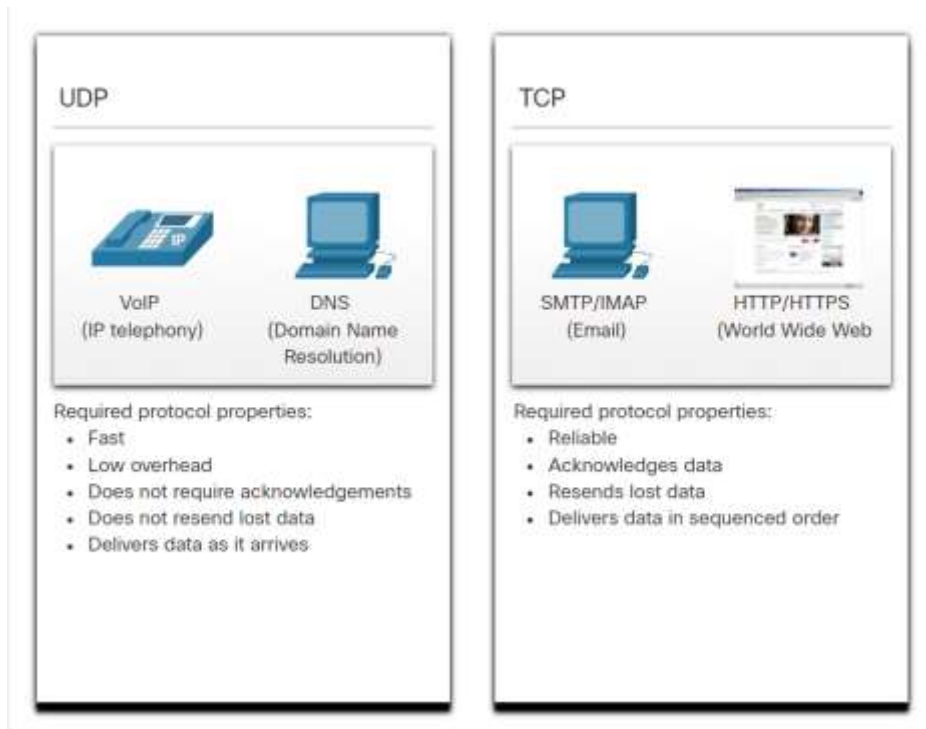 UDP
IP
VoIP
(IP telephony)
DNS
(Domain Name
Resolution)
Required protocol properties:
• Fast
• Low overhead
• Does not require acknowledgements
• Does not resend lost data
• Delivers data as it arrives
TCP
SMTP/IMAP
(Email)
HTTP/HTTPS
(World Wide Web
Required protocol properties:
• Reliable
• Acknowledges data
• Resends lost data
• Delivers data in sequenced order